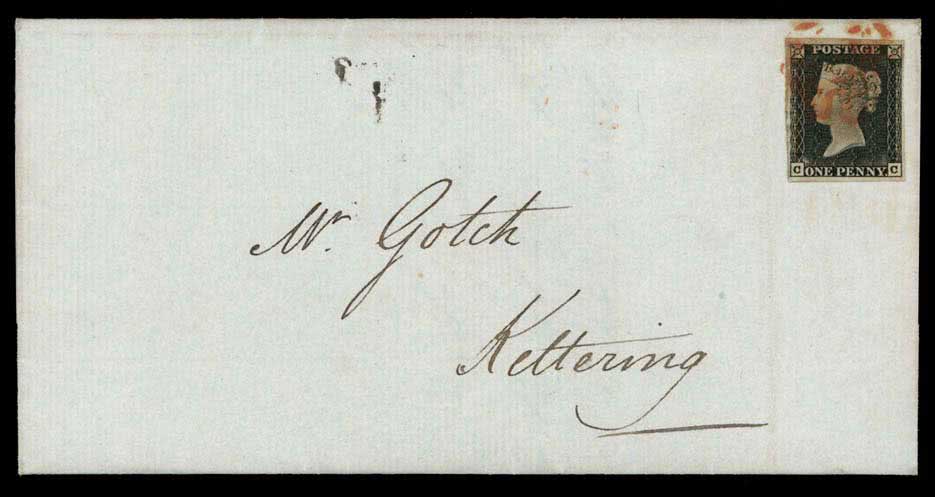 POSTAGE
C ONE PENNY. C
Mr. Gotch
Kettering